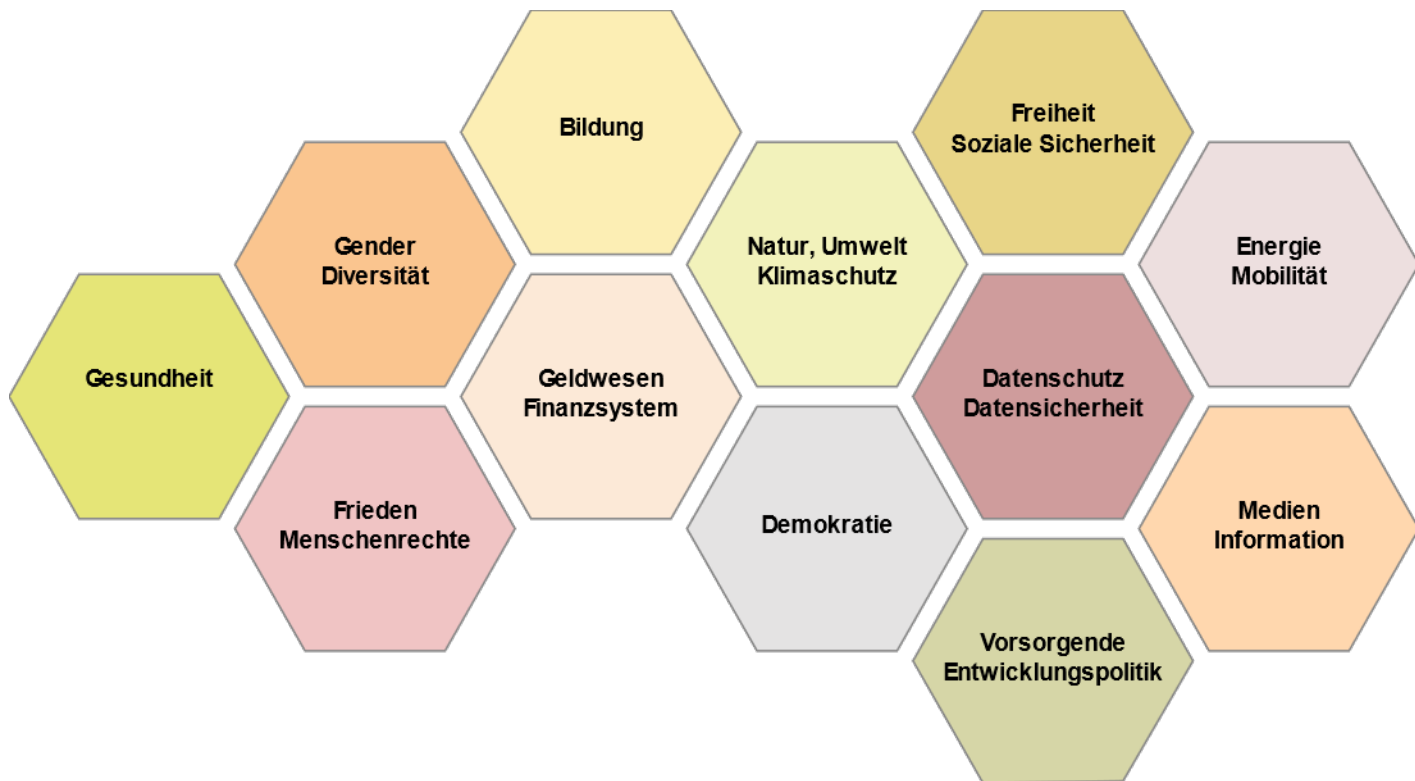 Bildung
Freiheit
Soziale Sicherheit
Gender
Diversität
Natur, Umwelt
Klimaschutz
Energie
Mobilität
Gesundheit
Geldwesen
Finanzsystem
Datenschutz
Datensicherheit
Frieden
Menschenrechte
Demokratie
Medien
Information
Vorsorgende
Entwicklungspolitik